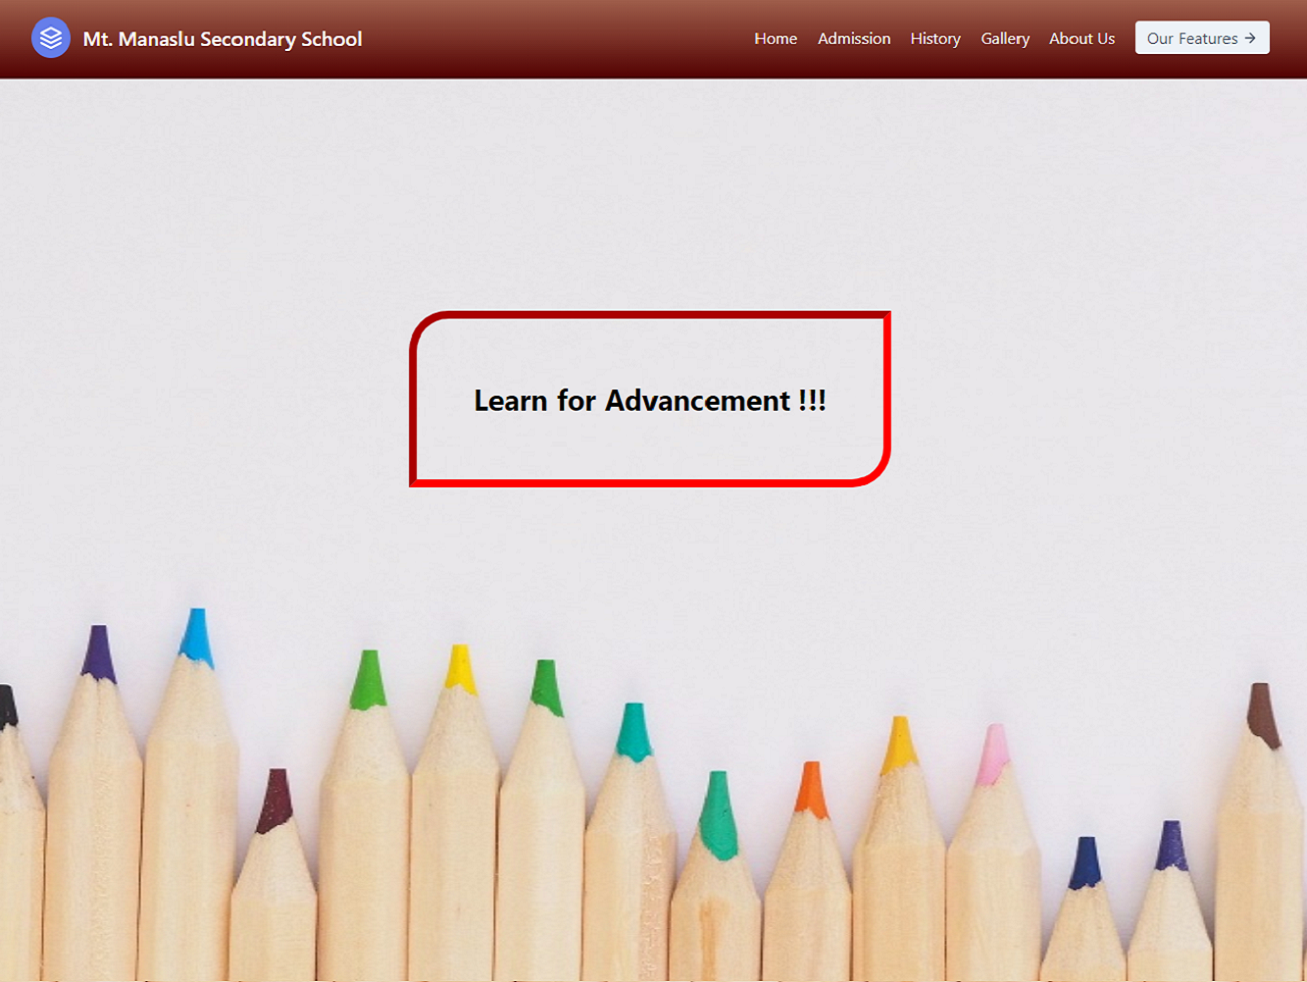 Mt. Manaslu Secondary School
Home Admission History Gallery About Us Our Features →
Learn for Advancement !!!